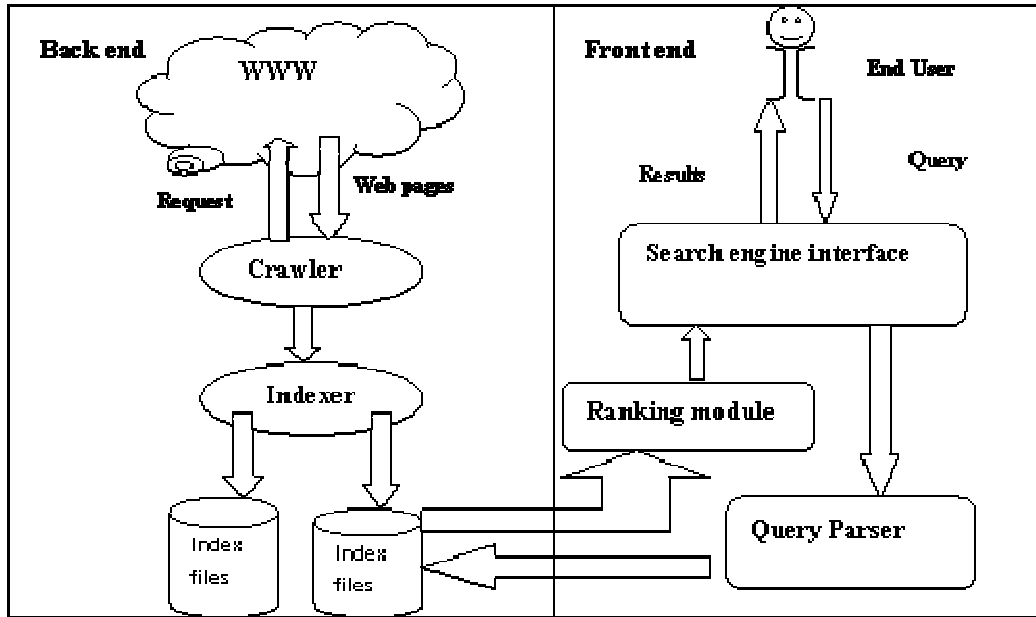 Back end
WWW
Request
Web pages
Crawler
Indexer
Index
files
Index
files
Frontend
End User
Results
Query
Search engine interface
Ranking module
Query Parser